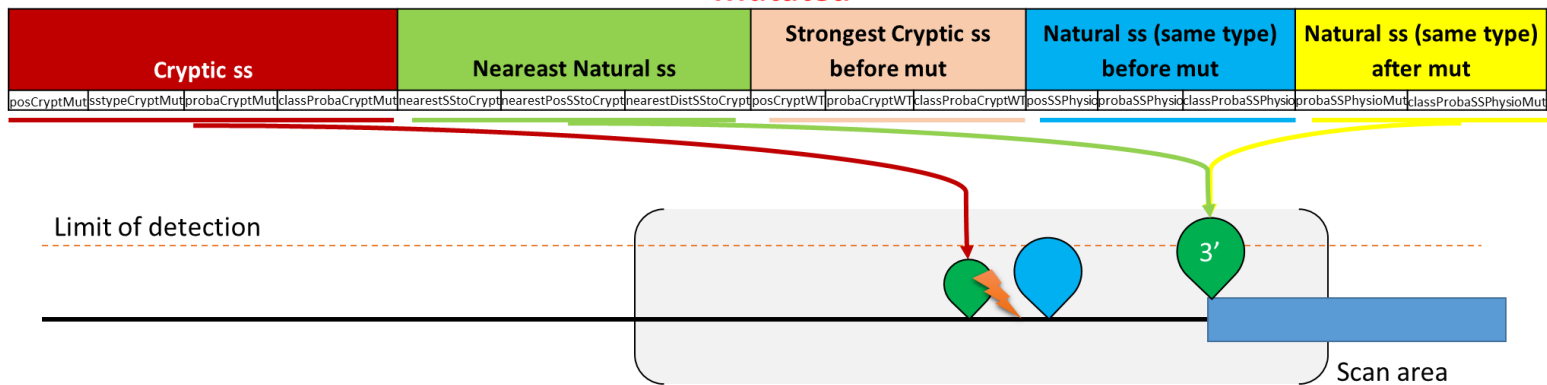 Mutated
Cryptic ss
Neareast Natural ss
Strongest Cryptic ss
before mut
Natural ss (same type)
before mut
Natural ss (same type)
after mut
posCryptMut sstypeCryptMut probaCryptMut classProbaCryptMut nearestSStoCrypt nearestPosSStoCrypt nearestDistSStoCrypt posCryptWT probaCryptWT classProbaCryptWT posSSPhysio probaSSPhysio classProbaSSPhysio probaSSPhysioMut classProbaSSPhysioMut
Limit of detection
3’
Scan area